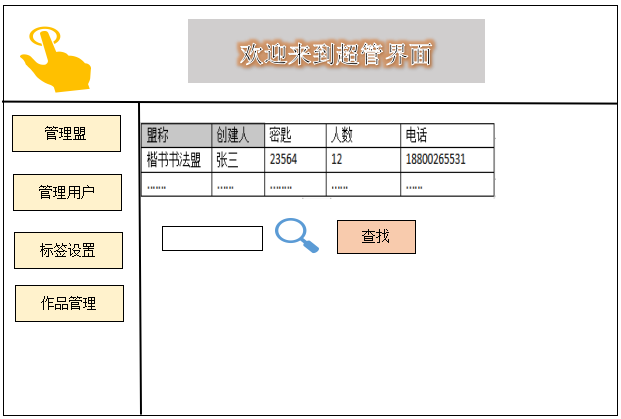 欢迎来到超管界面
管理盟
管理用户
标签设置
作品管理
盟称 创建人 密匙 人数 电话
楷书书法盟 张三 23564 12 18800265531
…… …… …….. …… ……
查找